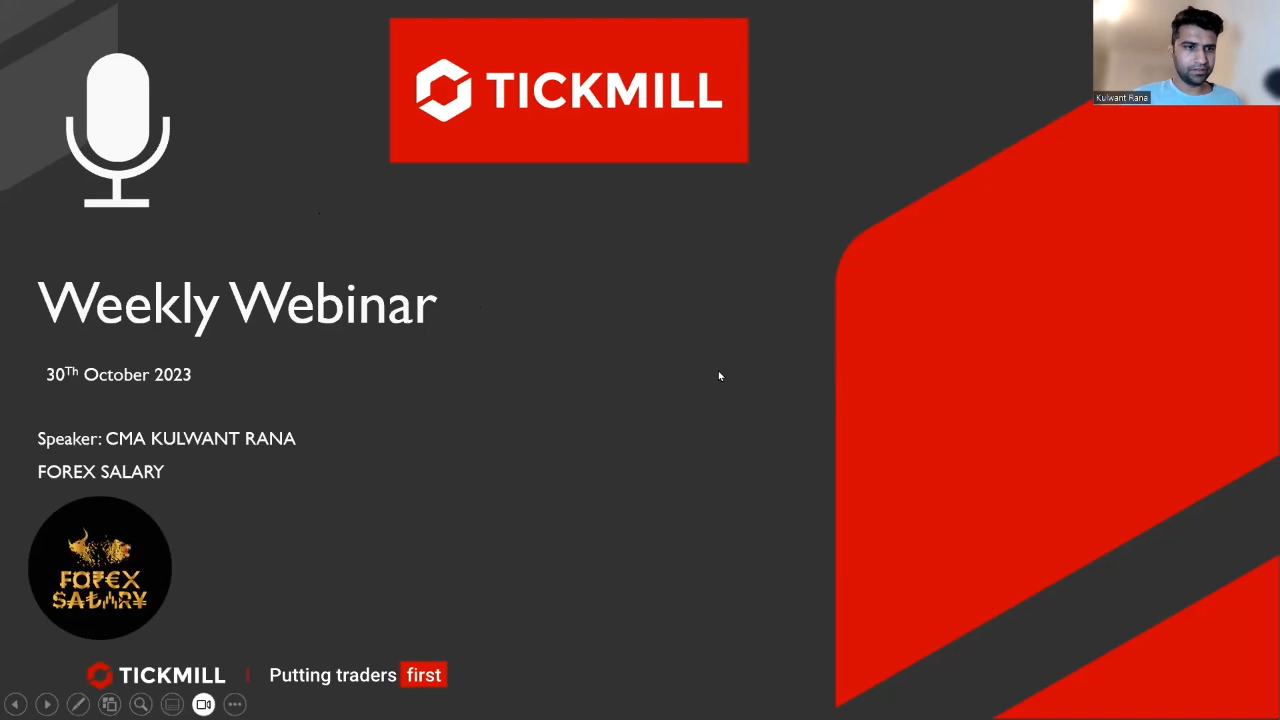 TICKMILL
Kulwant Rana
Weekly Webinar
30Th October 2023
Speaker: CMA KULWANT RANA
FOREX SALARY
FOR€X
SALARY
TICKMILL | Putting traders first